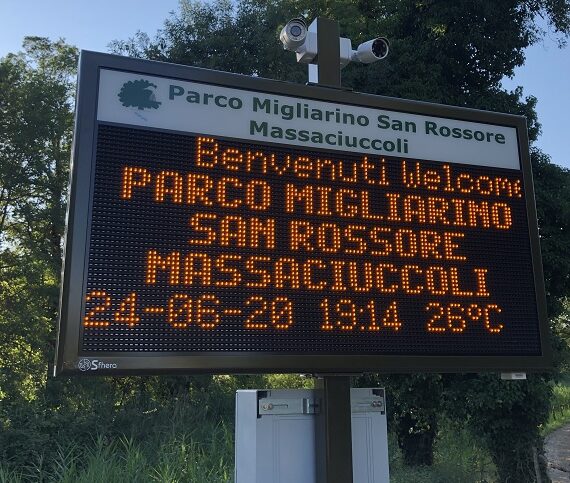 Parco Migliarino San Rossore
Massaciuccoli
Benvenuti Welcome
PARCO MIGLIARINO
SAN ROSSORE
MASSACIUCCOLI
24-06-20 19:14 26°C
Sfhera